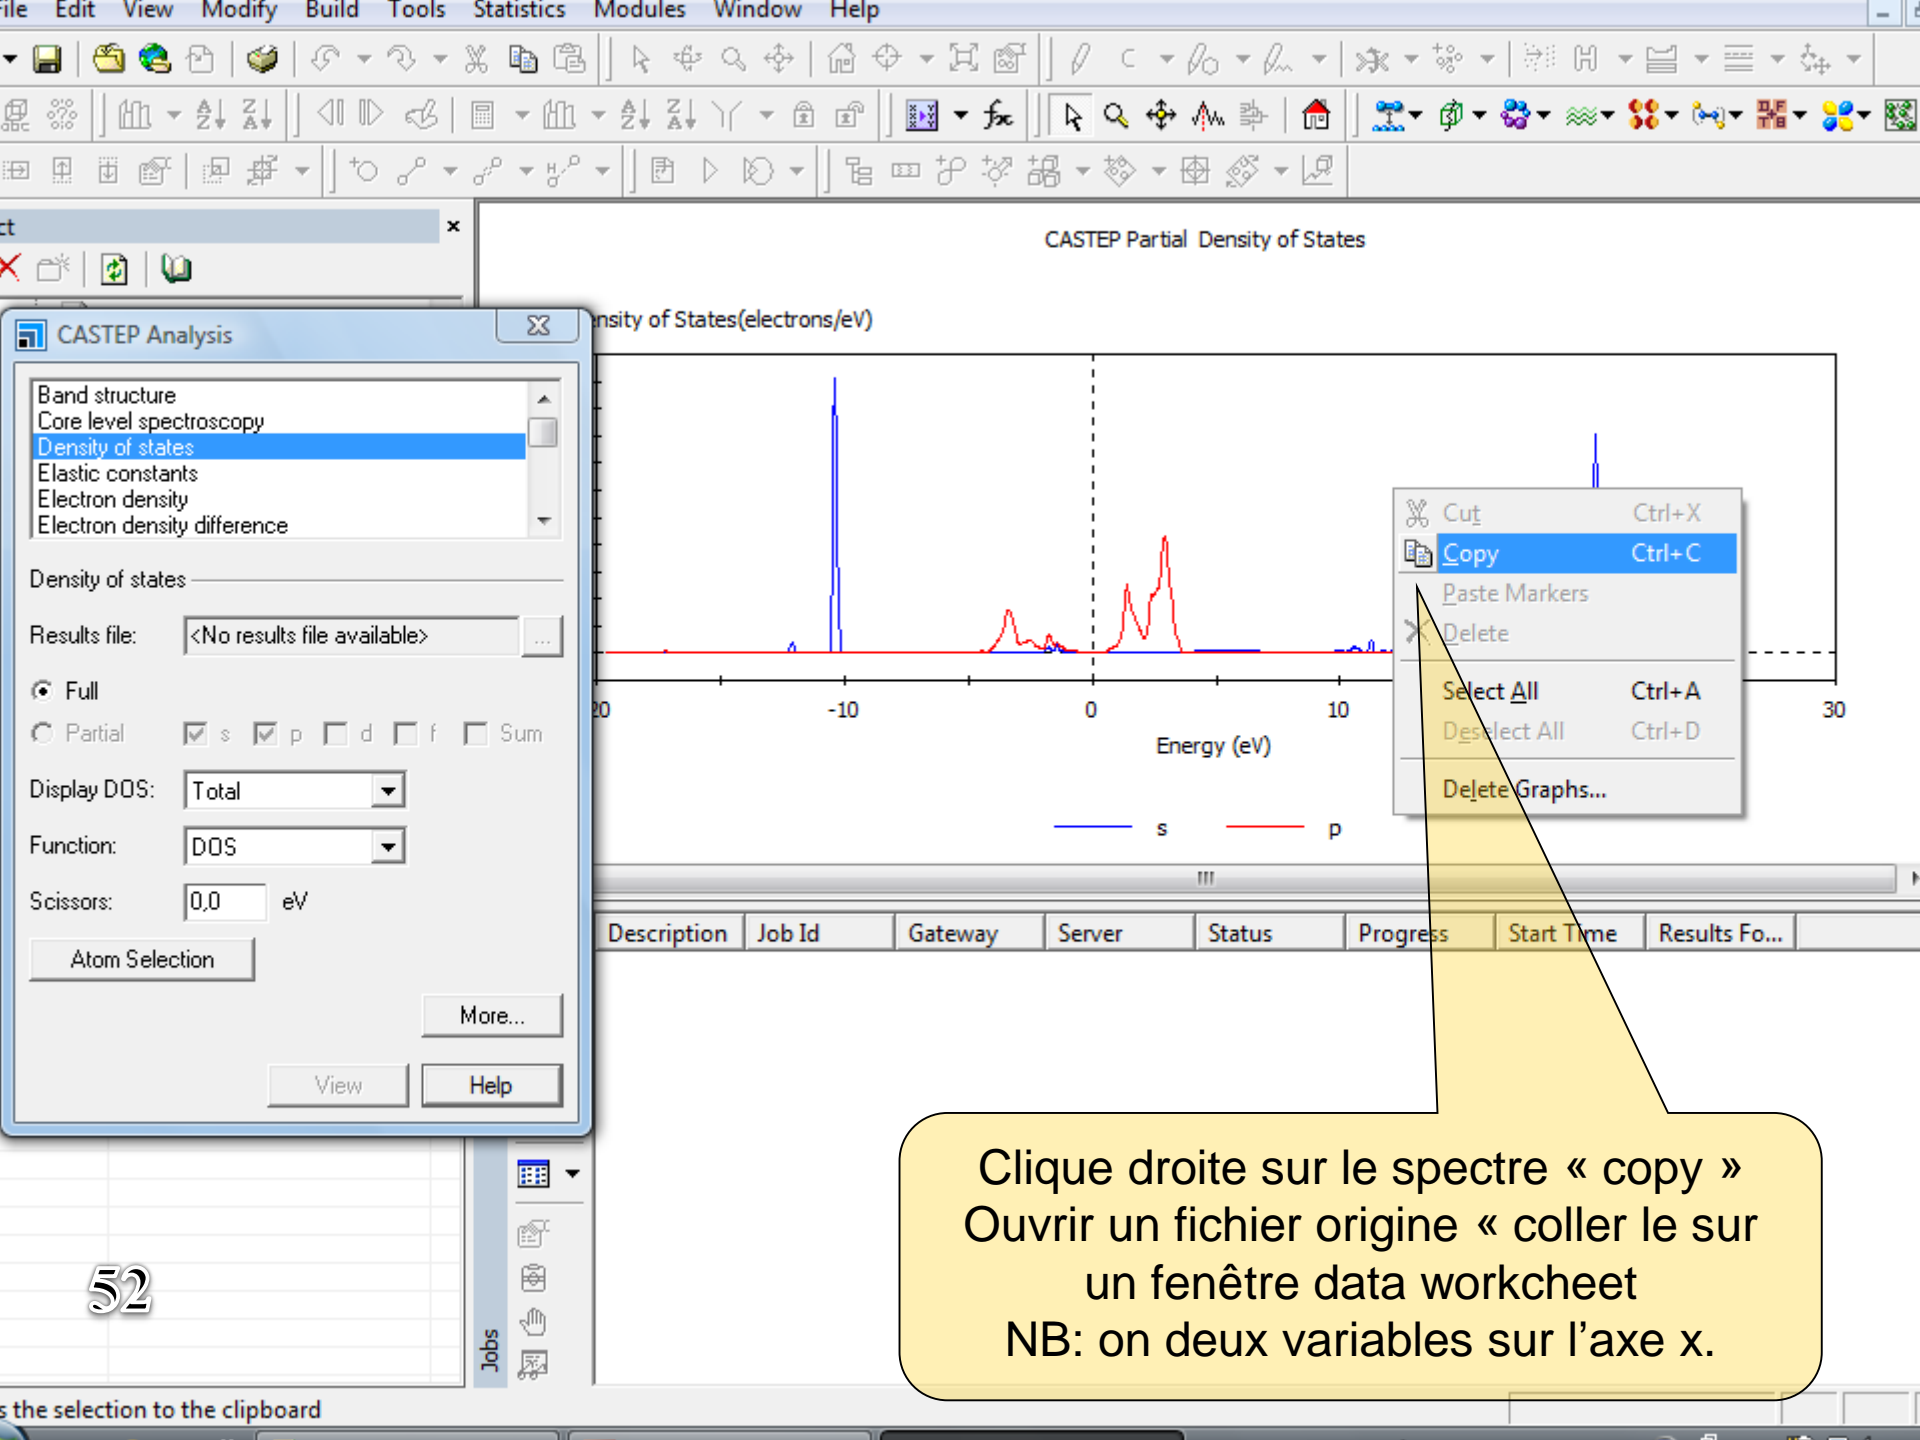 File Edit View Modify Build Tools Statistics Modules Window Help
CASTEP Partial Density of States
CASTEP Analysis
Band structure
Core level spectroscopy
Density of states
Elastic constants
Electron density
Electron density difference
Density of states
Results file: <No results file available> ...
Full
Partial s p d f Sum
Display DOS: Total
Function: DOS
Scissors: 0,0 eV
Atom Selection
More...
View Help
ensity of States(electrons/eV)
20 -10 0 10 30
Energy (eV)
s p
Cut Ctrl+X
Copy Ctrl+C
Paste Markers
Delete
Select All Ctrl+A
Deselect All Ctrl+D
Delete Graphs...
Description Job Id Gateway Server Status Progress Start Time Results Fo...
Clique droite sur le spectre « copy »
Ouvrir un fichier origine « coller le sur
un fenêtre data workcheet
NB: on deux variables sur l’axe x.
52
Jobs
s the selection to the clipboard